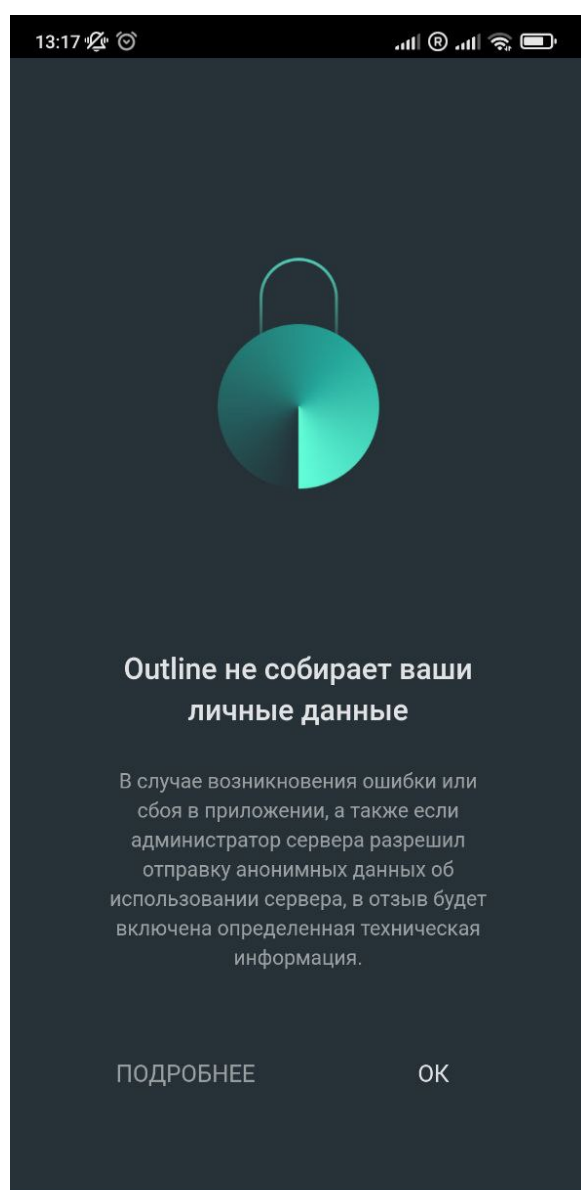 13:17
R
Outline не собирает ваши
личные данные
В случае возникновения ошибки или
сбоя в приложении, а также если
администратор сервера разрешил
отправку анонимных данных об
использовании сервера, в отзыв будет
включена определенная техническая
информация.
ПОДРОБНЕЕ ОК